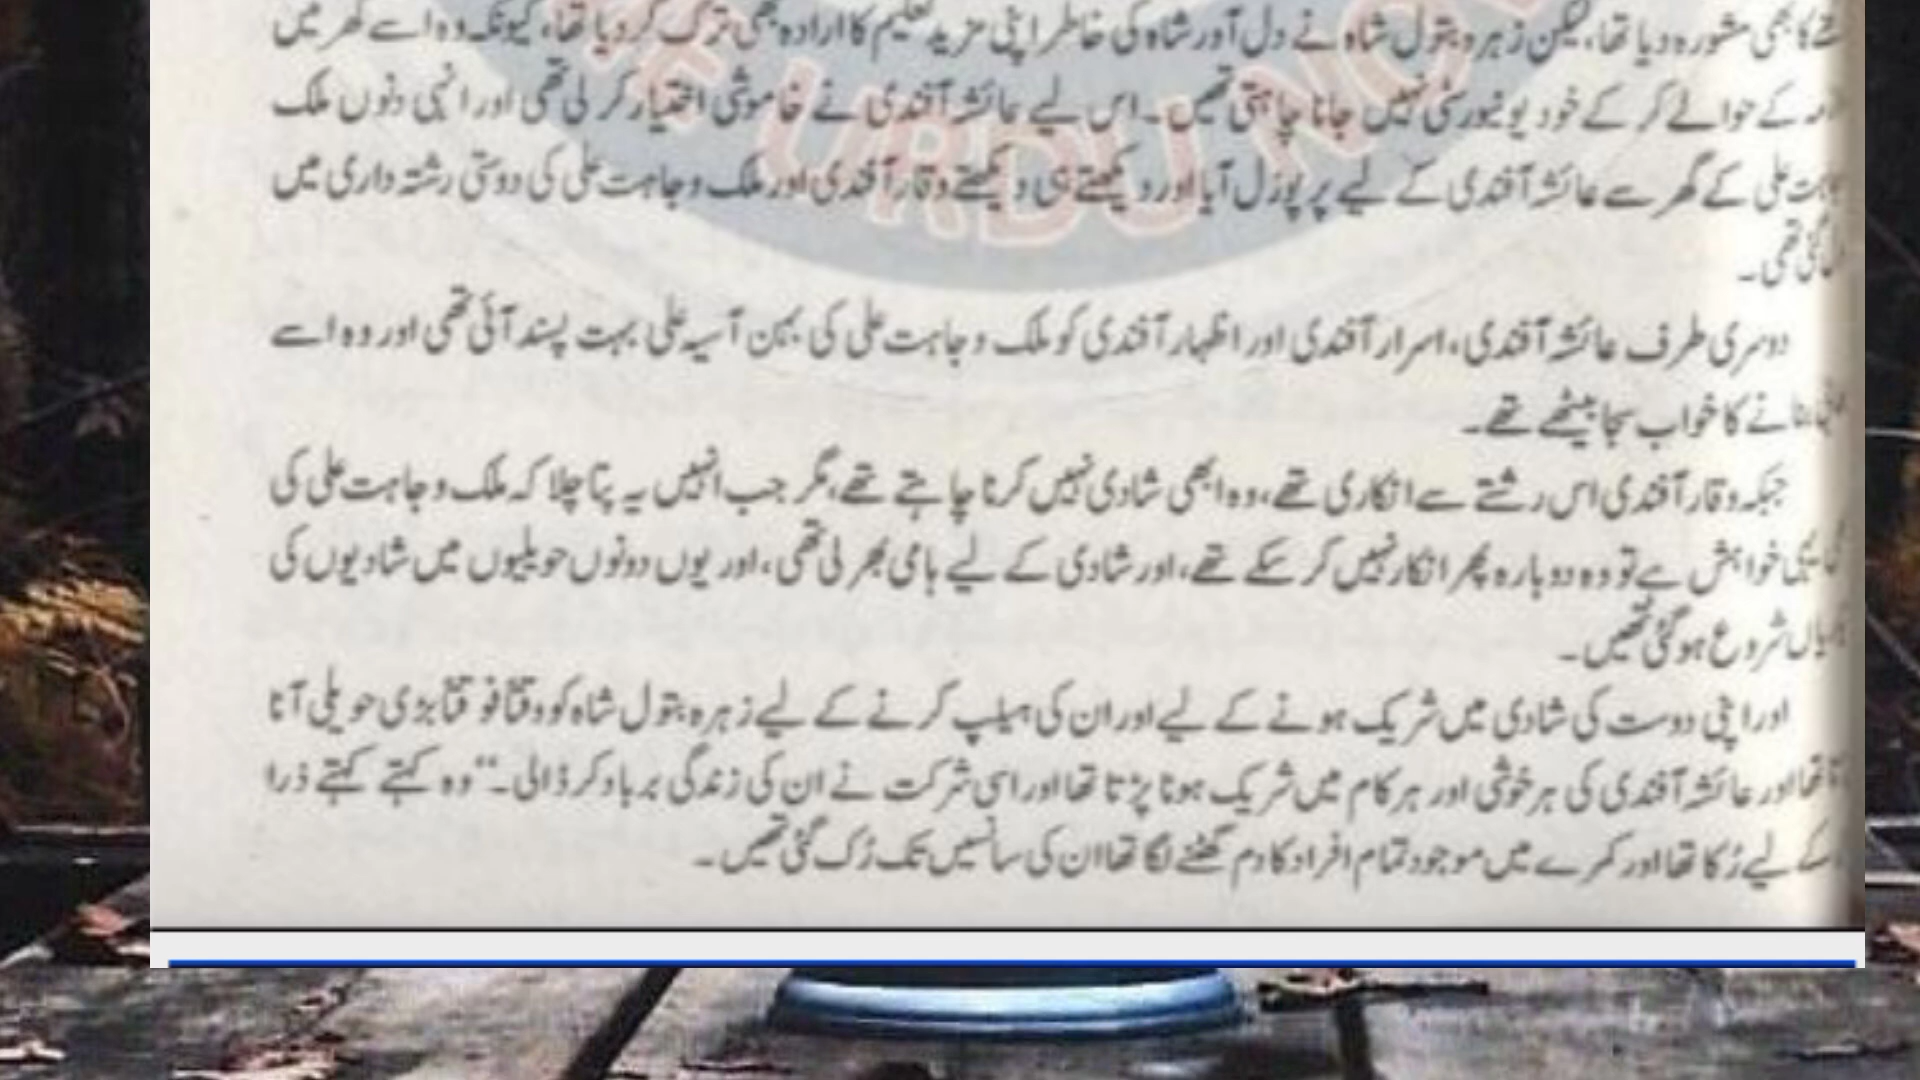 کا بھی مشورہ دیا تھا، لیکن زہرہ بتول شاہ نے دل آور شاہ کی خاطر اپنی مزید تعلیم کا ارادہ بھی ترک کر دیا تھا، کیونکہ وہ اسے گھر میں
کے حوالے کر کے خود یونیورسٹی نہیں جانا چاہتی تھیں۔ اس لیے عائشہ آفندی نے خاموشی اختیار کر لی تھی اور انہی دنوں ملک
علی کے گھر سے عائشہ آفندی کے لیے پرپوزل آیا اور دیکھتے ہی دیکھتے وقار آفندی اور ملک وجاہت علی کی دوستی رشتہ داری میں
گئی تھی۔
دوسری طرف عائشہ آفندی، اسرار آفندی اور اظہار آفندی کو ملک وجاہت علی کی بہن آسیہ علی بہت پسند آئی تھی اور وہ اسے
بنانے کا خواب سجا بیٹھے تھے۔
جبکہ وقار آفندی اس رشتے سے انکاری تھے، وہ ابھی شادی نہیں کرنا چاہتے تھے، مگر جب انہیں یہ پتا چلا کہ ملک وجاہت علی کی
خواہش ہے تو وہ دوبارہ پھر انکار نہیں کر سکے تھے، اور شادی کے لیے ہامی بھر لی تھی، اور یوں دونوں حویلیوں میں شادیوں کی
شروع ہو گئی تھیں۔
اور اپنی دوست کی شادی میں شریک ہونے کے لیے اور ان کی ہیلپ کرنے کے لیے زہرہ بتول شاہ کو وقتاً فوقتاً بڑی حویلی آنا
تھا اور عائشہ آفندی کی ہر خوشی اور ہر کام میں شریک ہونا پڑتا تھا اور اسی شرکت نے ان کی زندگی برباد کر ڈالی۔“ وہ کہتے کہتے ذرا
کے لیے رُکا تھا اور کمرے میں موجود تمام افراد کا دم گھٹنے لگا تھا ان کی سانسیں تک رُک گئی تھیں۔
URDU